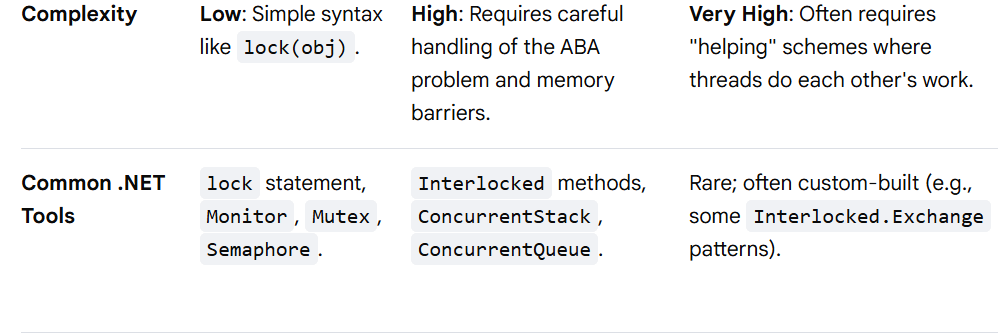 Complexity
Low: Simple syntax
like lock(obj).
High: Requires careful
handling of the ABA
problem and memory
barriers.
Very High: Often requires
"helping" schemes where
threads do each other's work.
Common .NET
Tools
lock statement,
Monitor, Mutex,
Semaphore.
Interlocked methods,
ConcurrentStack,
ConcurrentQueue.
Rare; often custom-built (e.g.,
some Interlocked.Exchange
patterns).